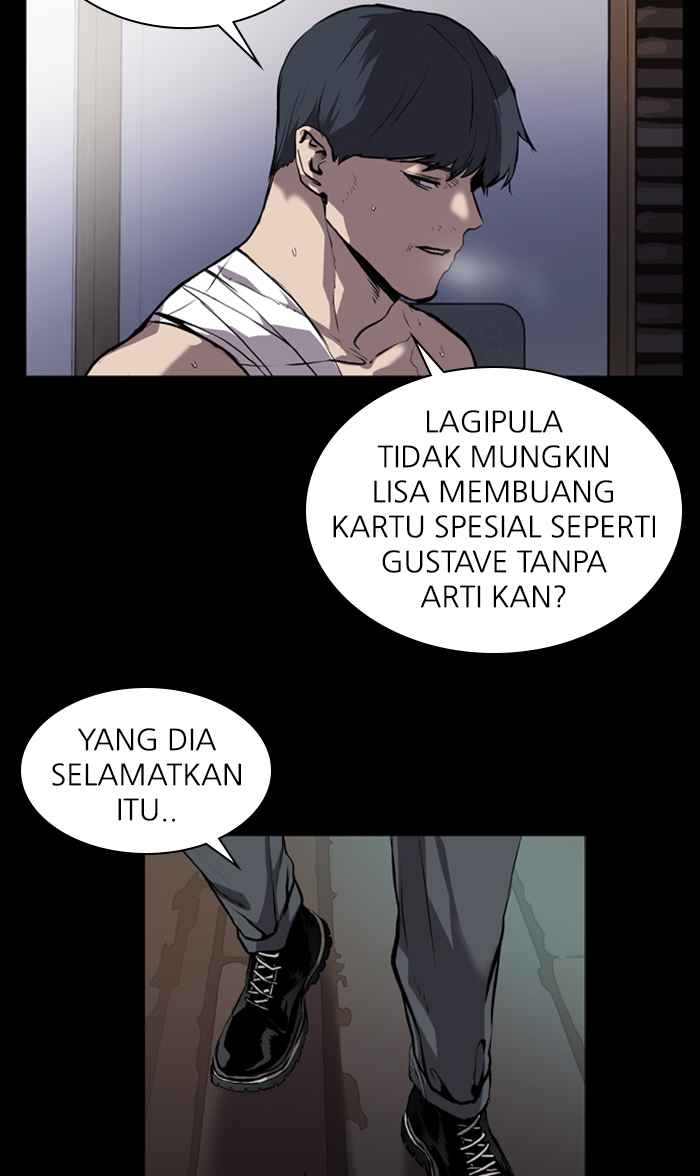 LAGIPULA
TIDAK MUNGKIN
LISA MEMBUANG
KARTU SPESIAL SEPERTI
GUSTAVE TANPA
ARTI KAN?
YANG DIA
SELAMATKAN
ITU..